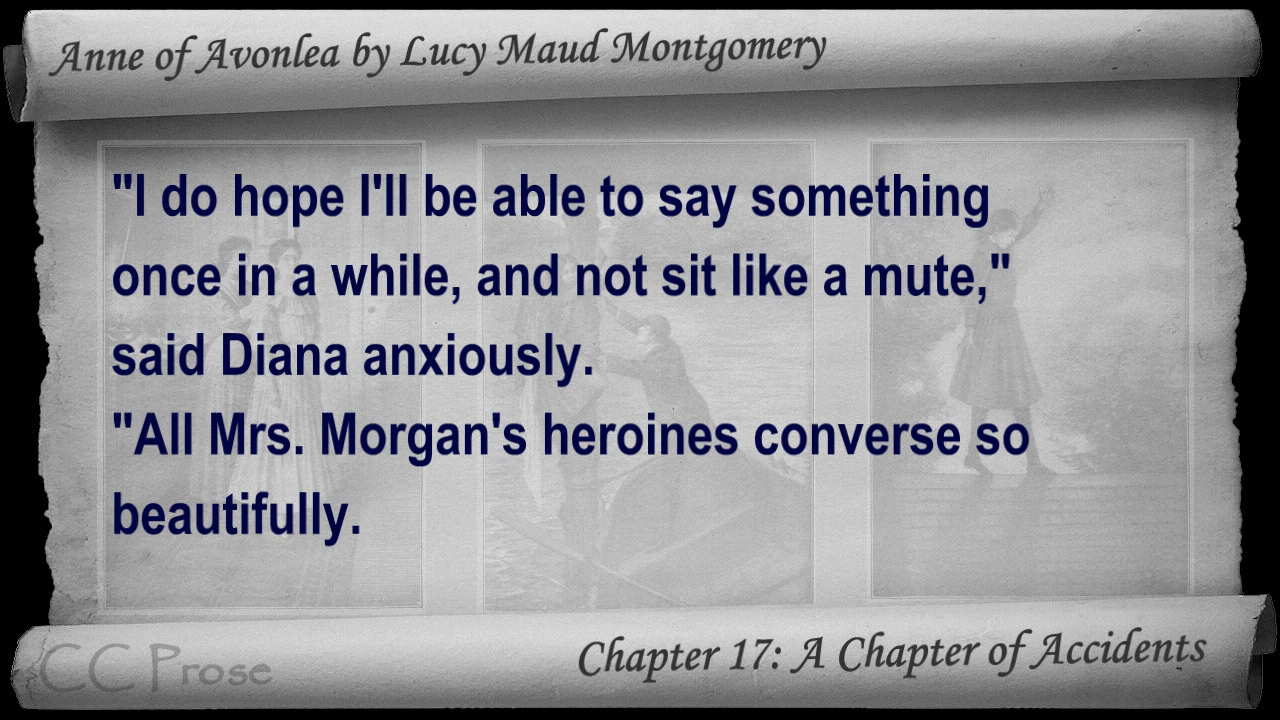 Anne of Avonlea by Lucy Maud Montgomery
"I do hope I'll be able to say something
once in a while, and not sit like a mute,"
said Diana anxiously.
"All Mrs. Morgan's heroines converse so
beautifully.
CC Prose
Chapter 17: A Chapter of Accidents